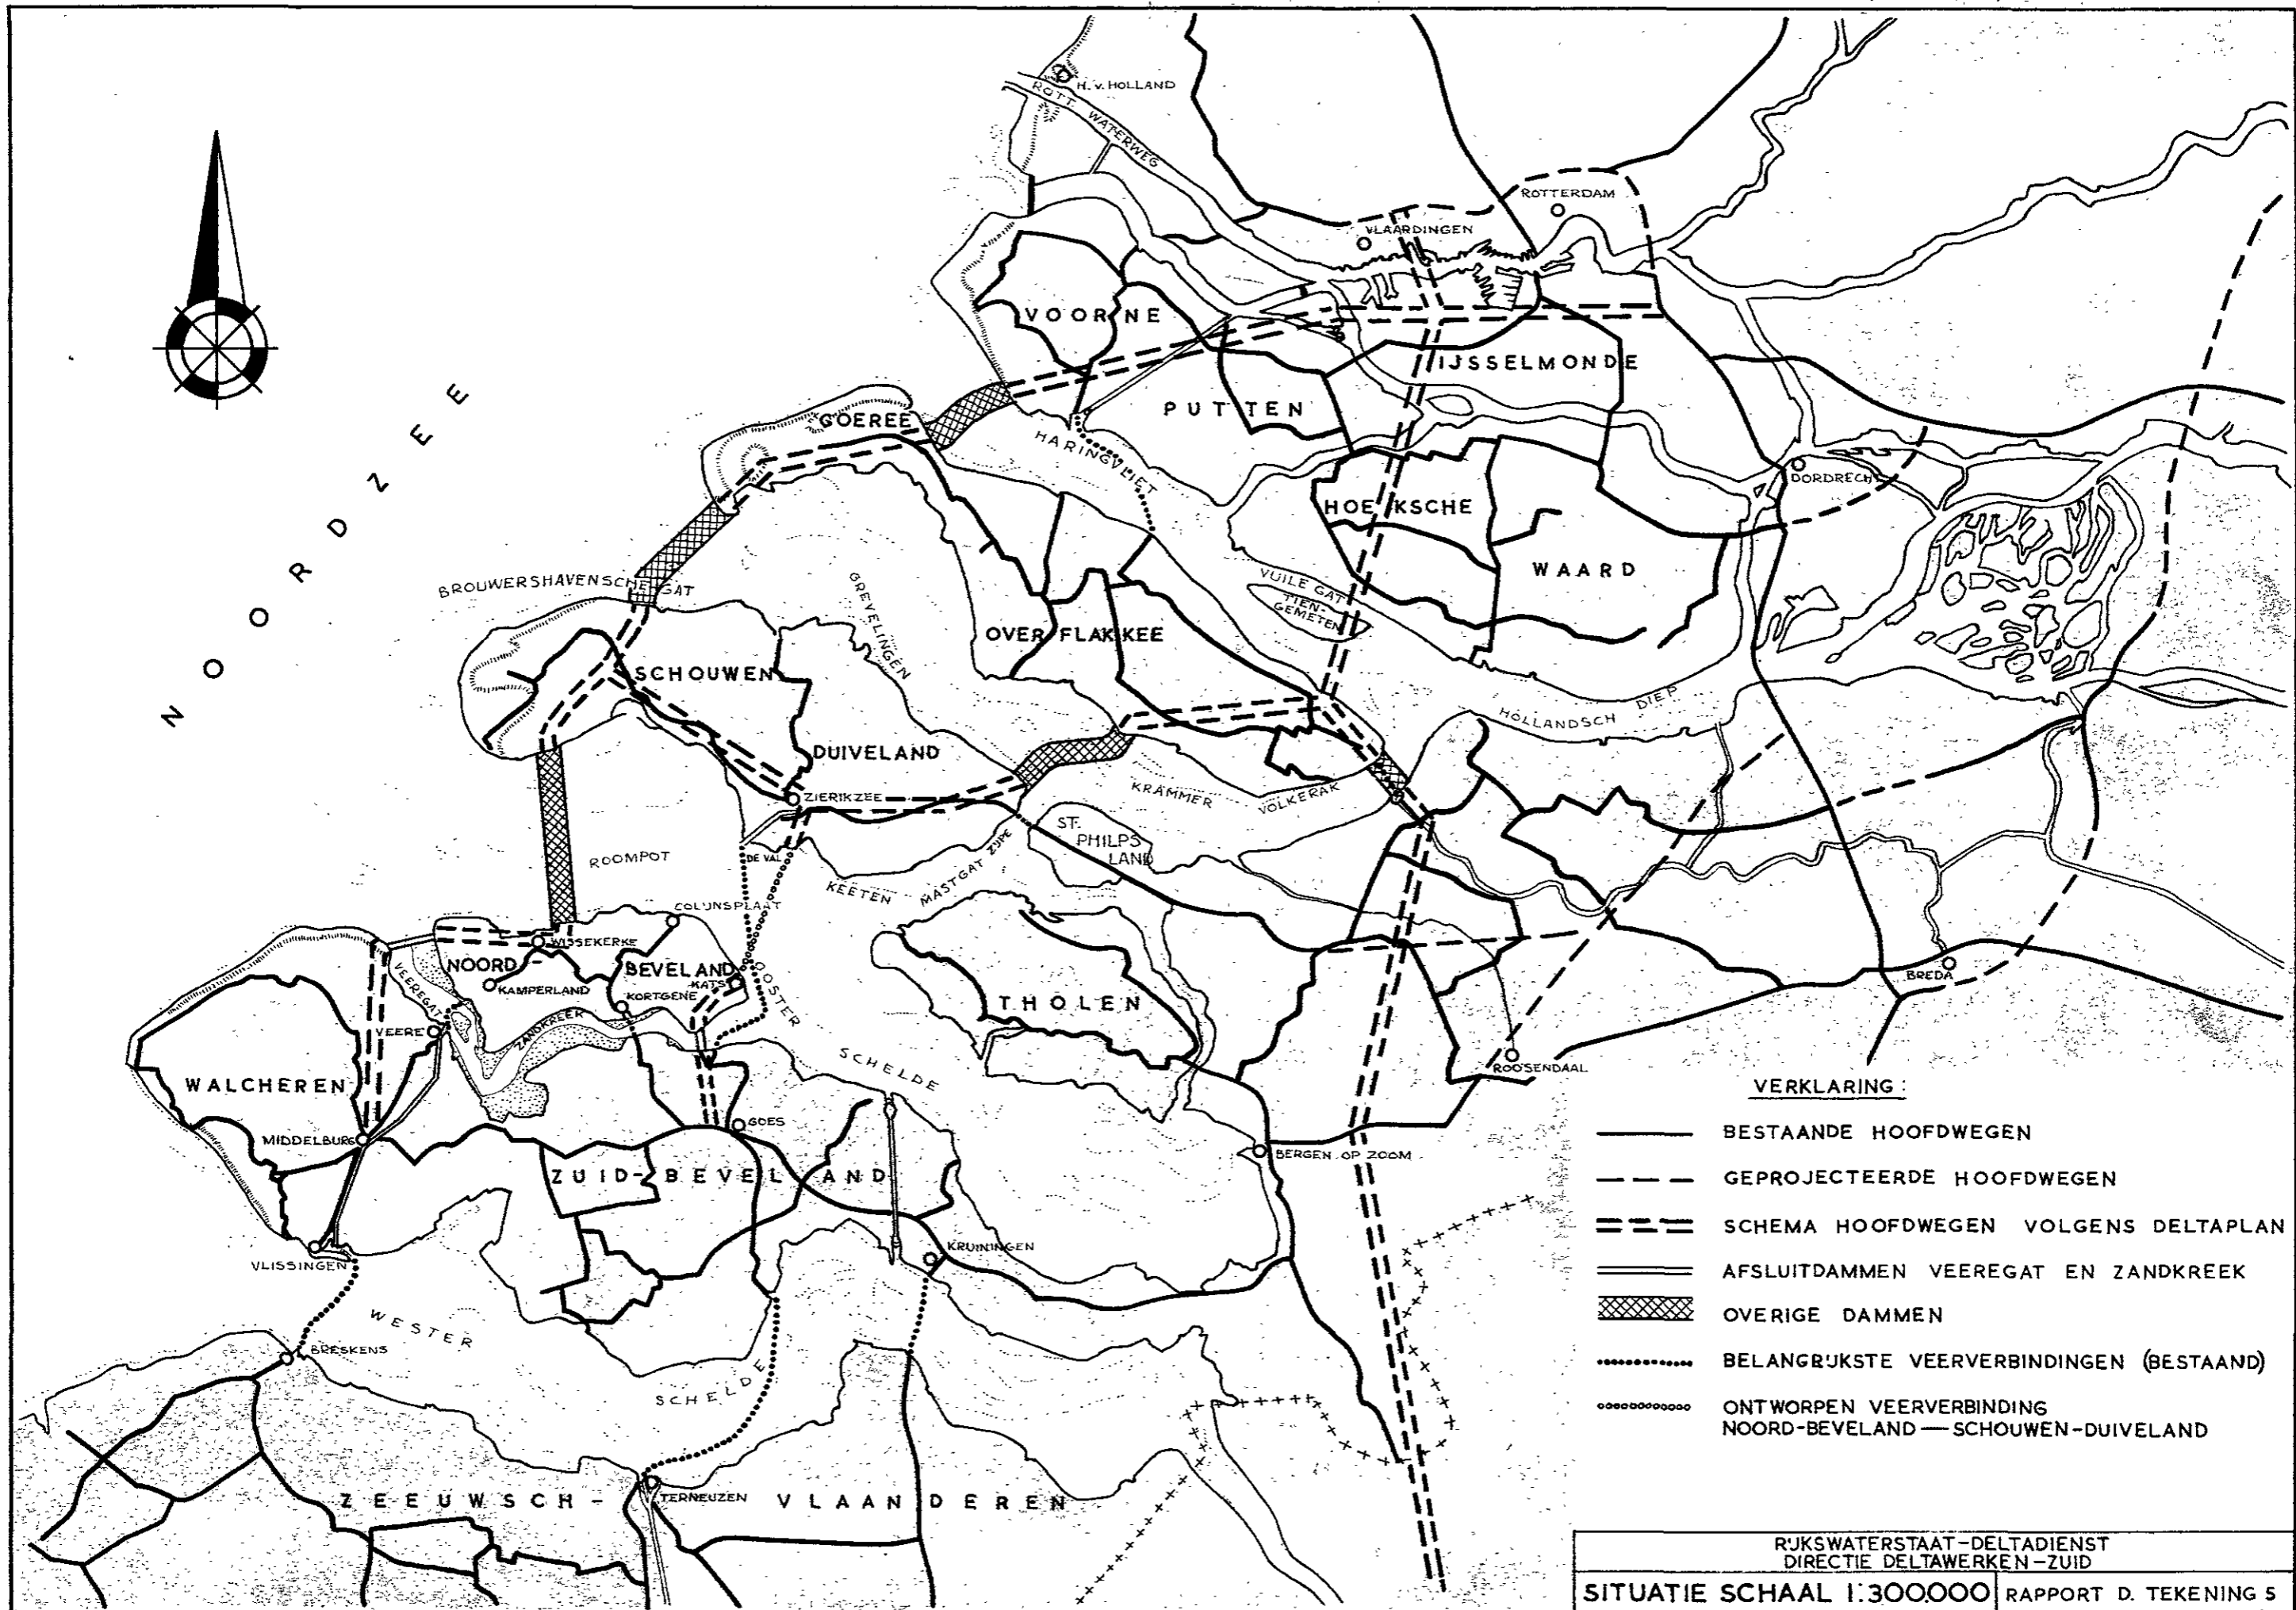 H. v. HOLLAND
ROTT. WATERWEG
ROTTERDAM
VLAARDINGEN
VOORNE
IJSSELMONDE
PUTTEN
GOEREE
HARINGVLIET
DORDRECHT
HOEKSCHE
WAARD
NOORDZEE
BROUWERSHAVENSCHE GAT
GREVELINGEN
VUILE GAT
TIEN-
GEMETEN
OVER FLAKKEE
SCHOUWEN
HOLLANDSCH DIEP
DUIVELAND
ZIERIKZEE
KRAMMER
VOLKERAK
ST.
PHILPS
LAND
ROOMPOT
DE VAL
KEETEN MASTGAT ZIJPE
COLIJNSPLAAT
WISSEKERKE
NOORD-
BEVELAND
KATS
KAMPERLAND
KORTGENE
VEEREGAT
VEERE
ZANDKREEK
OOSTER
SCHELDE
THOLEN
BREDA
ROOSENDAAL
WALCHEREN
MIDDELBURG
GOES
BERGEN OP ZOOM
ZUID-BEVELAND
VLISSINGEN
KRUININGEN
WESTER
SCHELDE
BRESKENS
TERNEUZEN
ZEEUWSCH-VLAANDEREN
VERKLARING:
BESTAANDE HOOFDWEGEN
GEPROJECTEERDE HOOFDWEGEN
SCHEMA HOOFDWEGEN VOLGENS DELTAPLAN
AFSLUITDAMMEN VEEREGAT EN ZANDKREEK
OVERIGE DAMMEN
BELANGRIJKSTE VEERVERBINDINGEN (BESTAAND)
ONTWORPEN VEERVERBINDING
NOORD-BEVELAND — SCHOUWEN-DUIVELAND
RIJKSWATERSTAAT-DELTADIENST
DIRECTIE DELTAWERKEN-ZUID
SITUATIE SCHAAL 1:300.000
RAPPORT D. TEKENING 5